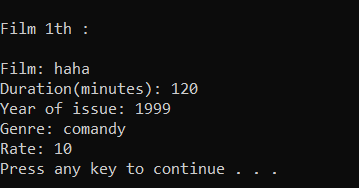 Film 1th :
Film: haha
Duration(minutes): 120
Year of issue: 1999
Genre: comandy
Rate: 10
Press any key to continue . . .